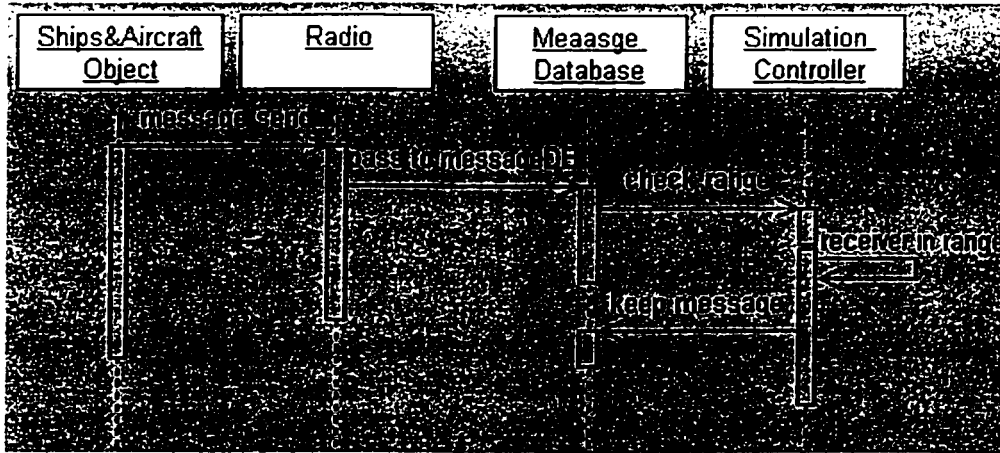 Ships&Aircraft
Object
Radio
Meaasge
Database
Simulation
Controller
message send
pass to messageDB
check range
receiver in range
keep message